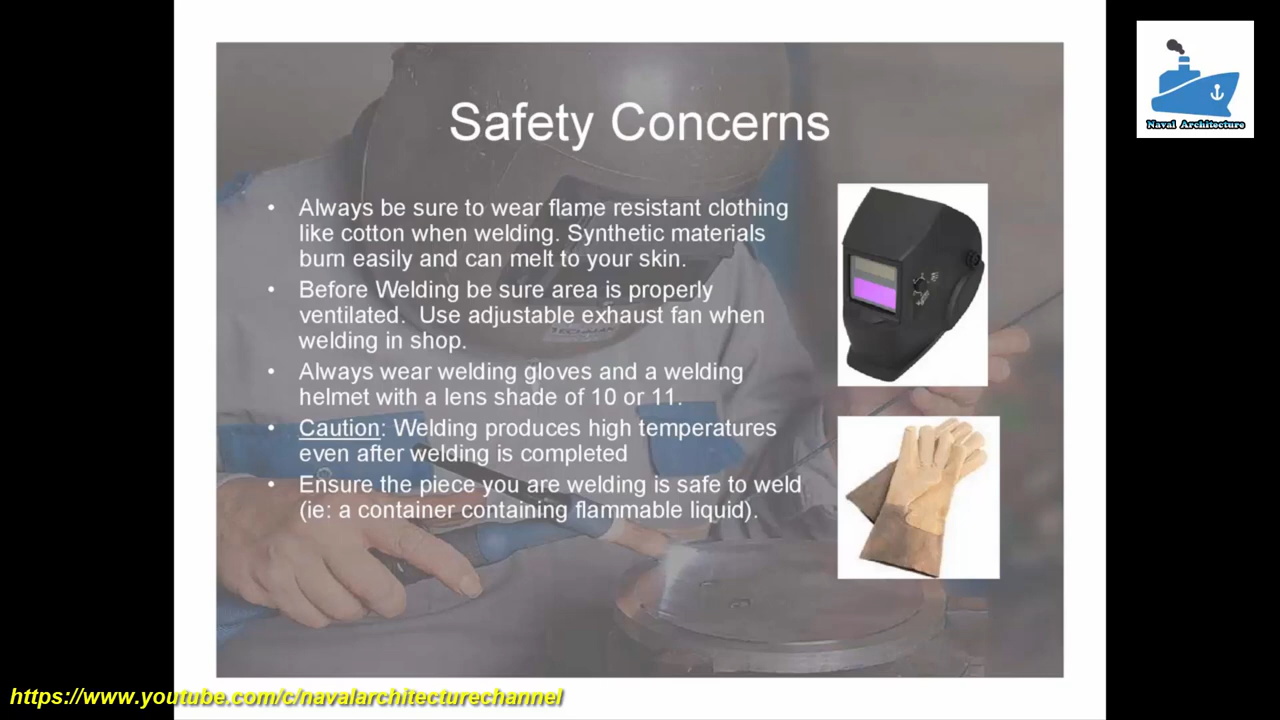 Safety Concerns
• Always be sure to wear flame resistant clothing
like cotton when welding. Synthetic materials
burn easily and can melt to your skin.
• Before Welding be sure area is properly
ventilated.  Use adjustable exhaust fan when
welding in shop.
• Always wear welding gloves and a welding
helmet with a lens shade of 10 or 11.
• Caution: Welding produces high temperatures
even after welding is completed
• Ensure the piece you are welding is safe to weld
(ie: a container containing flammable liquid).
Naval Architecture
https://www.youtube.com/c/navalarchitecturechannel